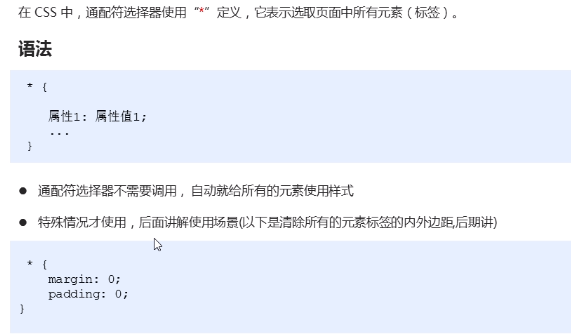 在 CSS 中，通配符选择器使用“*”定义，它表示选取页面中所有元素（标签）。
语法
* {
属性1: 属性值1;
...
}
● 通配符选择器不需要调用，自动就给所有的元素使用样式
● 特殊情况才使用，后面讲解使用场景(以下是清除所有的元素标签的内外边距,后期讲)
* {
margin: 0;
padding: 0;
}